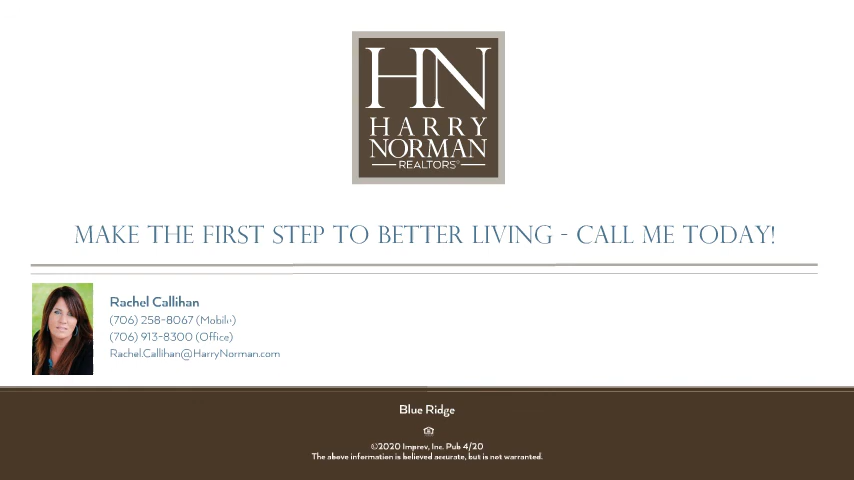 HN
HARRY
NORMAN
REALTORS®
MAKE THE FIRST STEP TO BETTER LIVING - CALL ME TODAY!
Rachel Callihan
(706) 258-8067 (Mobile)
(706) 913-8300 (Office)
Rachel.Callihan@HarryNorman.com
Blue Ridge
©2020 Imprev, Inc. Pub 4/20
The above information is believed accurate, but is not warranted.